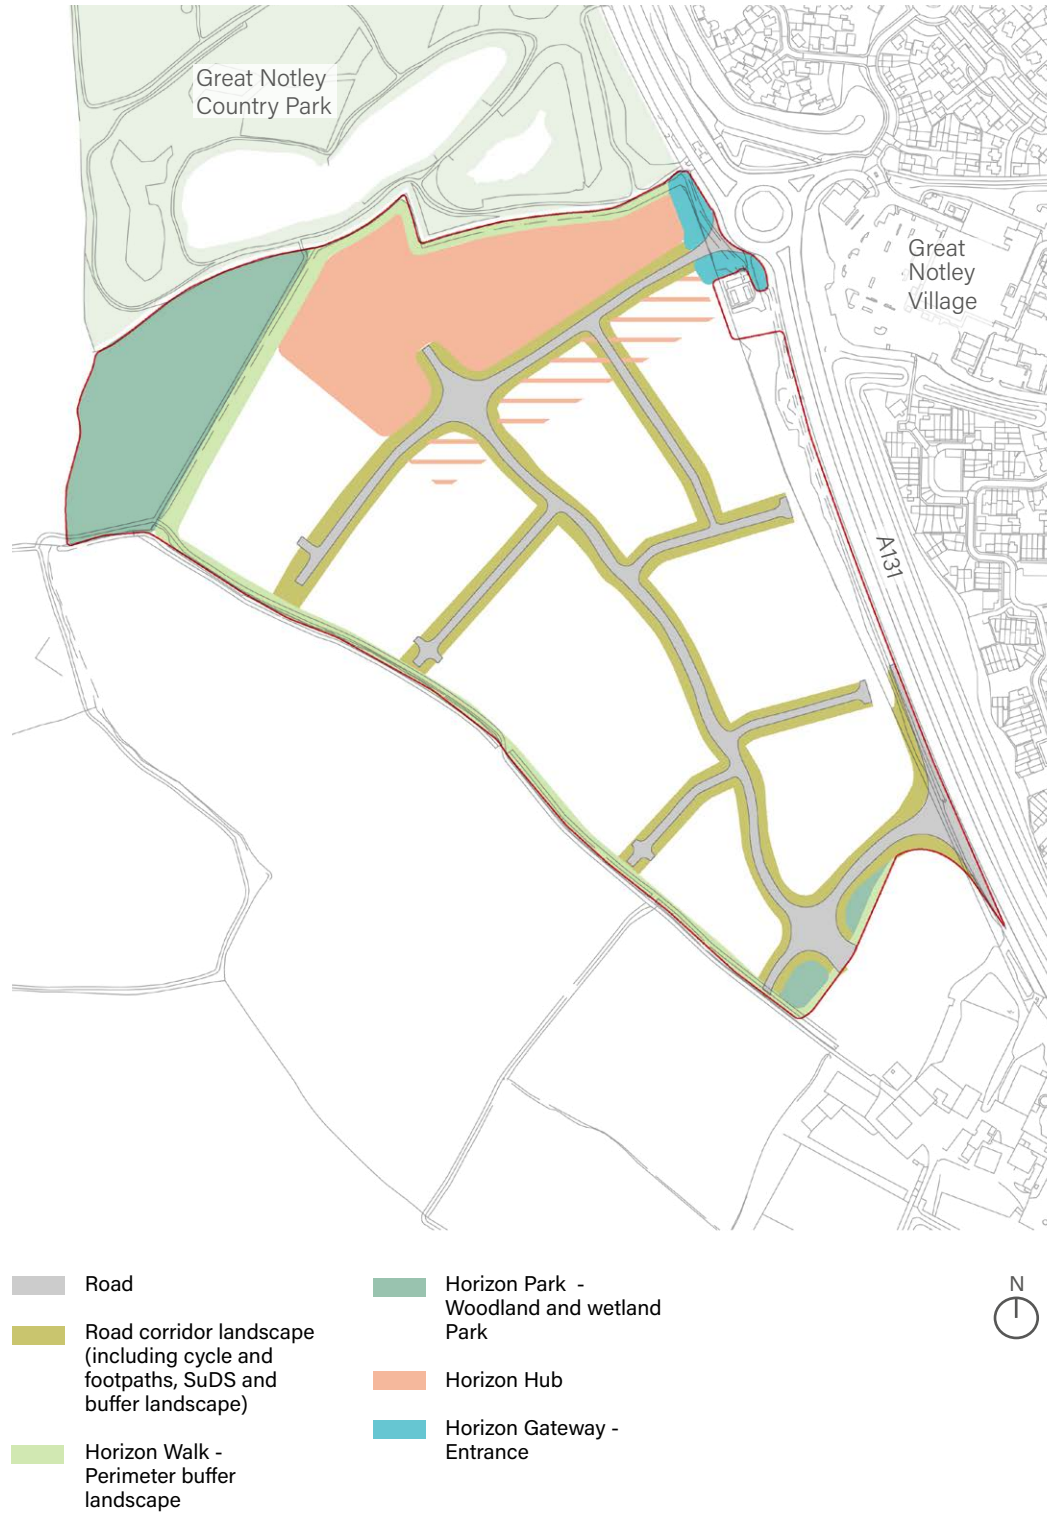 Great Notley
Country Park
Great
Notley
Village
A131
Road
Road corridor landscape
(including cycle and
footpaths, SuDS and
buffer landscape)
Horizon Walk -
Perimeter buffer
landscape
Horizon Park -
Woodland and wetland
Park
Horizon Hub
Horizon Gateway -
Entrance
N